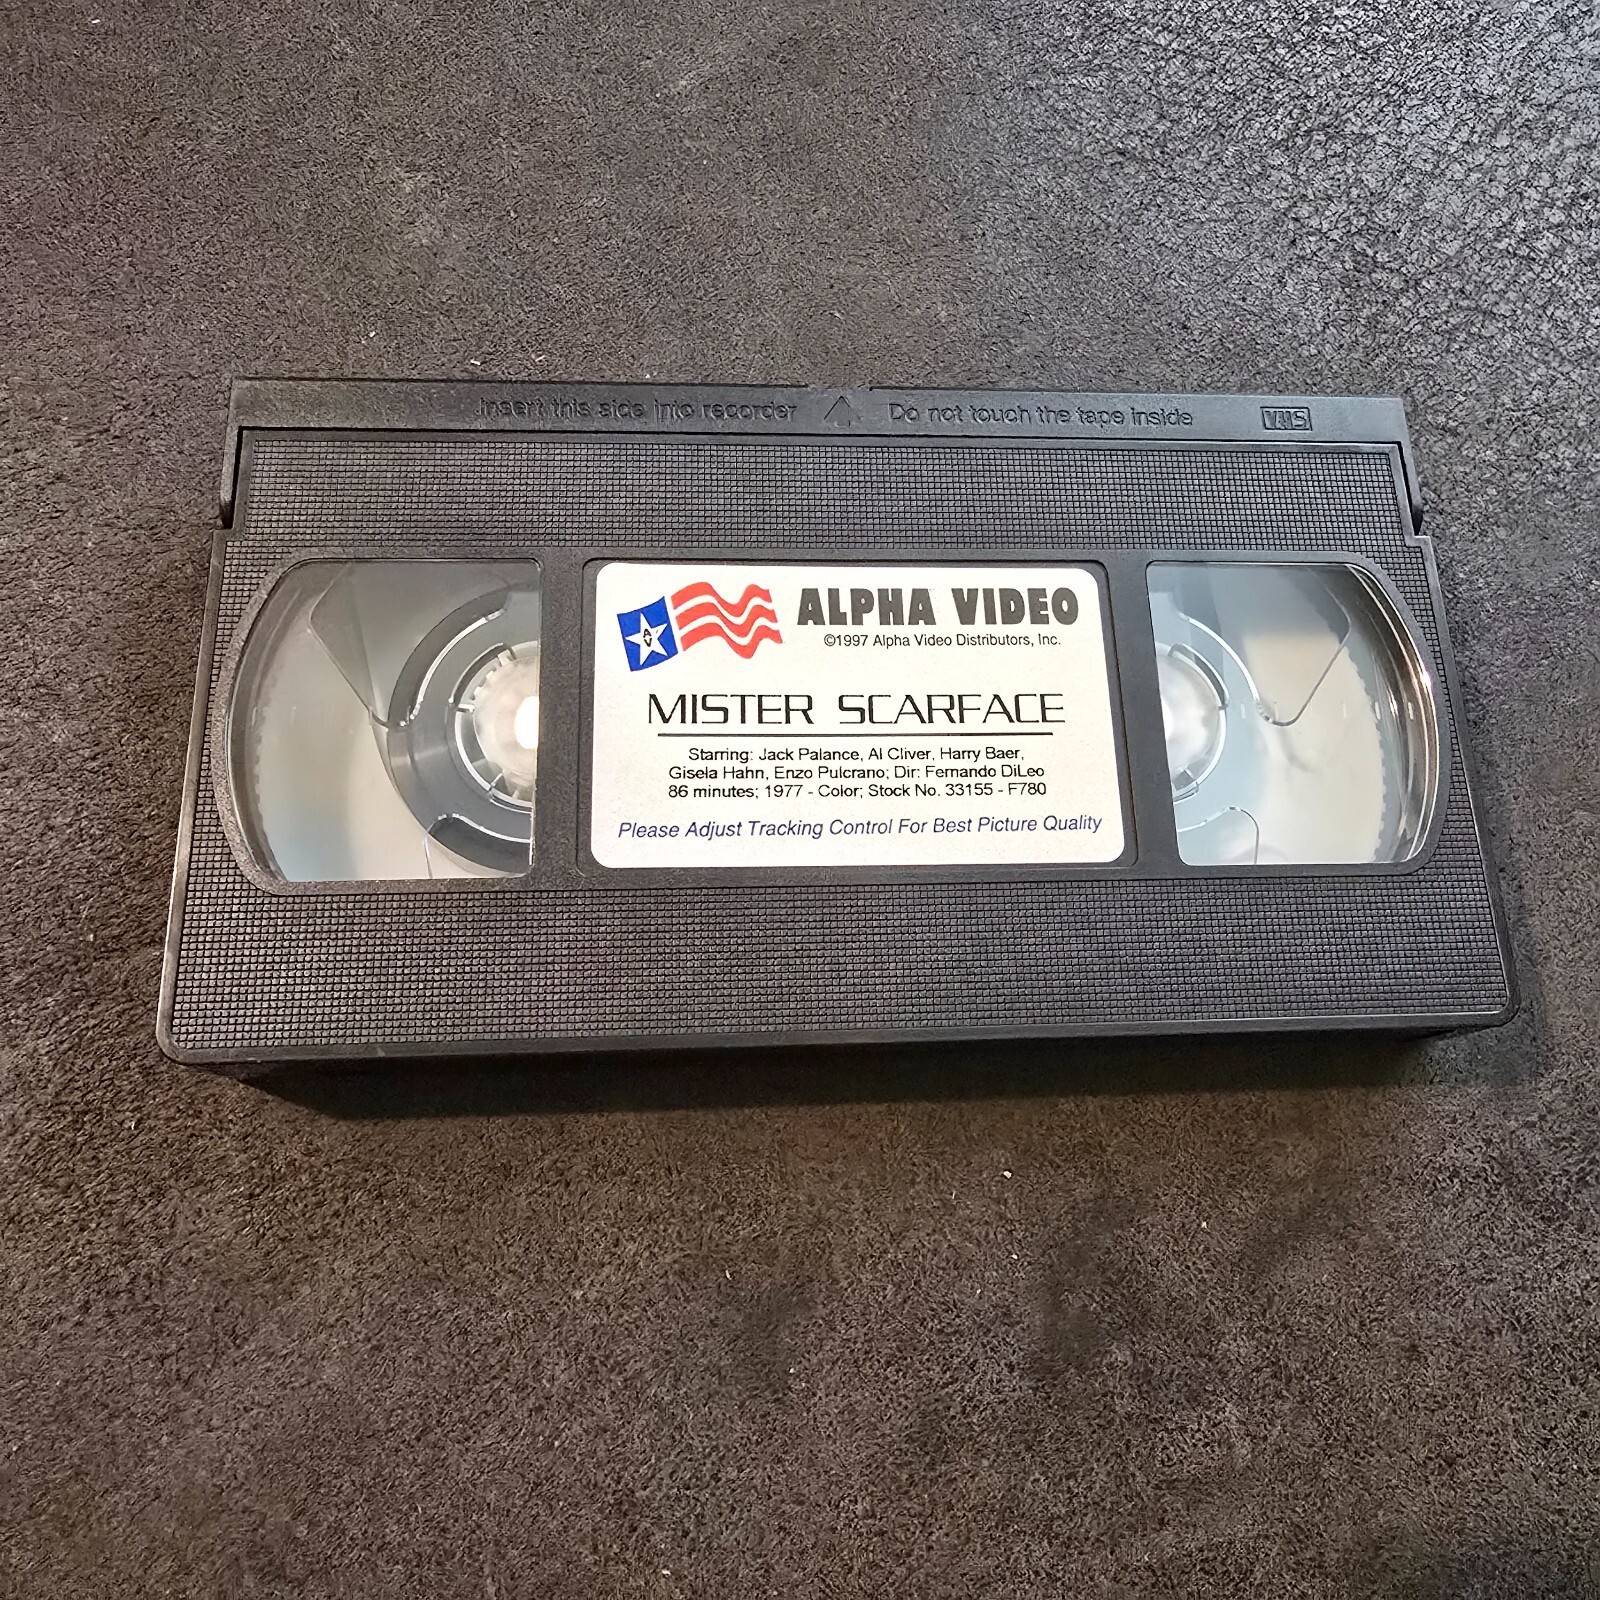 Insert this side into recorder Do not touch the tape inside VHS
AV ALPHA VIDEO
©1997 Alpha Video Distributors, Inc.
MISTER SCARFACE
Starring: Jack Palance, Al Cliver, Harry Baer,
Gisela Hahn, Enzo Pulcrano; Dir: Fernando DiLeo
86 minutes; 1977 - Color; Stock No. 33155 - F780
Please Adjust Tracking Control For Best Picture Quality